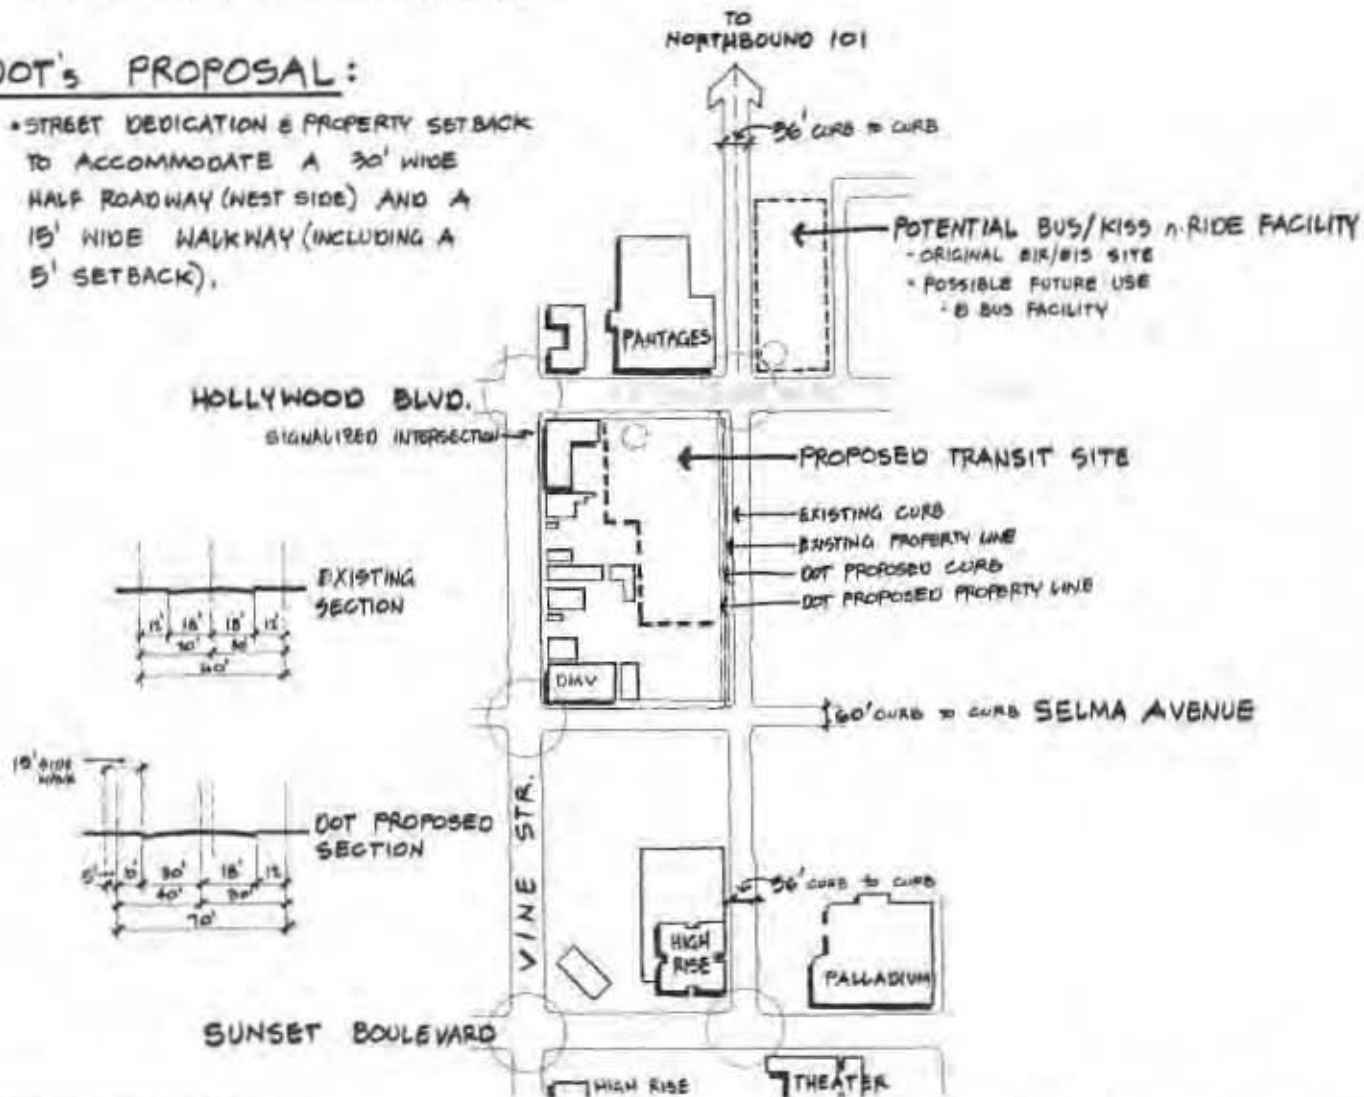 TO
NORTHBOUND 101
DOT's PROPOSAL:
• STREET DEDICATION & PROPERTY SETBACK
TO ACCOMMODATE A 30' WIDE
HALF ROADWAY (WEST SIDE) AND A
15' WIDE WALKWAY (INCLUDING A
5' SETBACK).
36' CURB TO CURB
POTENTIAL BUS/KISS n. RIDE FACILITY
- ORIGINAL EIR/EIS SITE
• POSSIBLE FUTURE USE
- 8 BUS FACILITY
PANTAGES
HOLLYWOOD BLVD.
SIGNALIZED INTERSECTION
PROPOSED TRANSIT SITE
EXISTING CURB
EXISTING PROPERTY LINE
DOT PROPOSED CURB
DOT PROPOSED PROPERTY LINE
EXISTING
SECTION
12' 18' 18' 12'
30' 30'
60'
DMV
60' CURB TO CURB SELMA AVENUE
15' SIDE
WALK
DOT PROPOSED
SECTION
5' 30' 18' 12
40' 30'
70'
VINE STR.
36' CURB TO CURB
HIGH
RISE
PALLADIUM
SUNSET BOULEVARD
HIGH RISE
THEATER